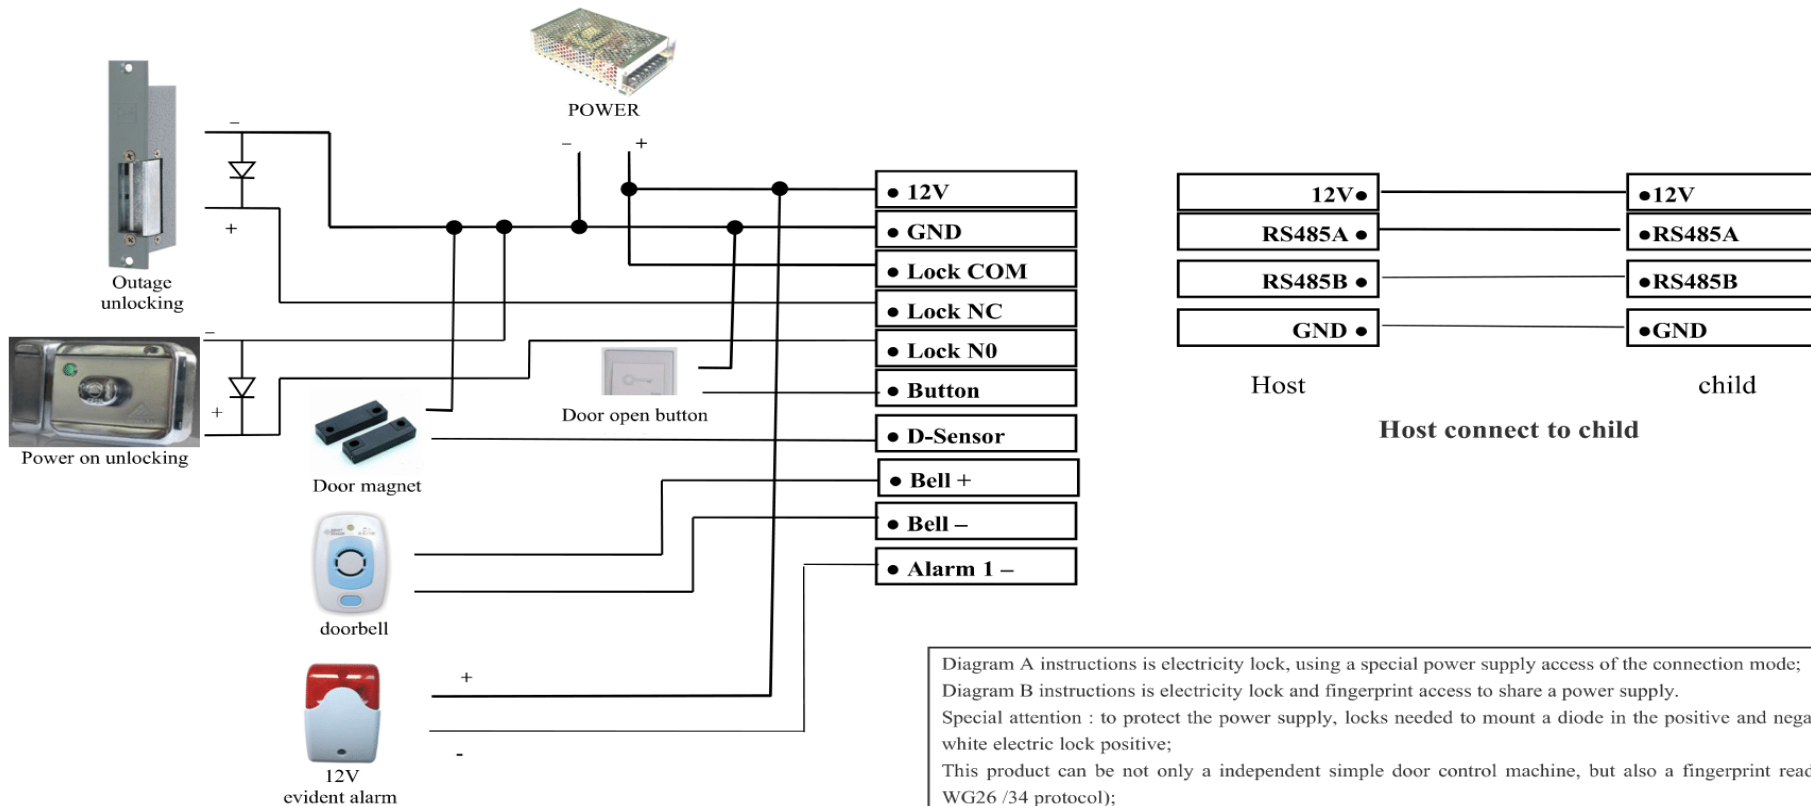 POWER
–
+
–
+
Outage
unlocking
–
+
Power on unlocking
Door magnet
Door open button
doorbell
+
-
12V
evident alarm
● 12V
● GND
● Lock COM
● Lock NC
● Lock N0
● Button
● D-Sensor
● Bell +
● Bell –
● Alarm 1 –
12V●
RS485A ●
RS485B ●
GND ●
Host
●12V
●RS485A
●RS485B
●GND
child
Host connect to child
Diagram A instructions is electricity lock, using a special power supply access of the connection mode;
Diagram B instructions is electricity lock and fingerprint access to share a power supply.
Special attention : to protect the power supply, locks needed to mount a diode in the positive and nega
white electric lock positive;
This product can be not only a independent simple door control machine, but also a fingerprint read
WG26 /34 protocol);